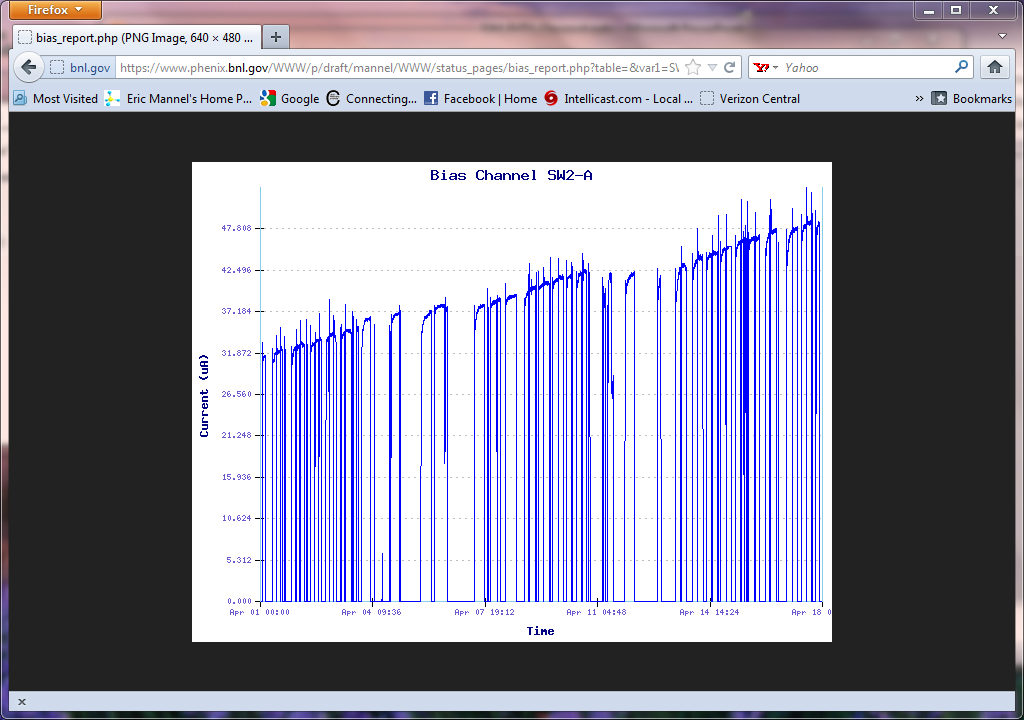 Firefox
bias_report.php (PNG Image, 640 × 480 ...
bnl.gov https://www.phenix.bnl.gov/WWW/p/draft/mannel/WWW/status_pages/bias_report.php?table=&var1=SV Yahoo
Most Visited Eric Mannel's Home P... Google Connecting... Facebook | Home Intellicast.com - Local ... Verizon Central » Bookmarks
Bias Channel SW2-A
47.808
42.496
37.184
31.872
26.560
21.248
15.936
10.624
5.312
0.000
Current (uA)
Apr 01 00:00 Apr 04 09:36 Apr 07 19:12 Apr 11 04:48 Apr 14 14:24 Apr 18 0
Time